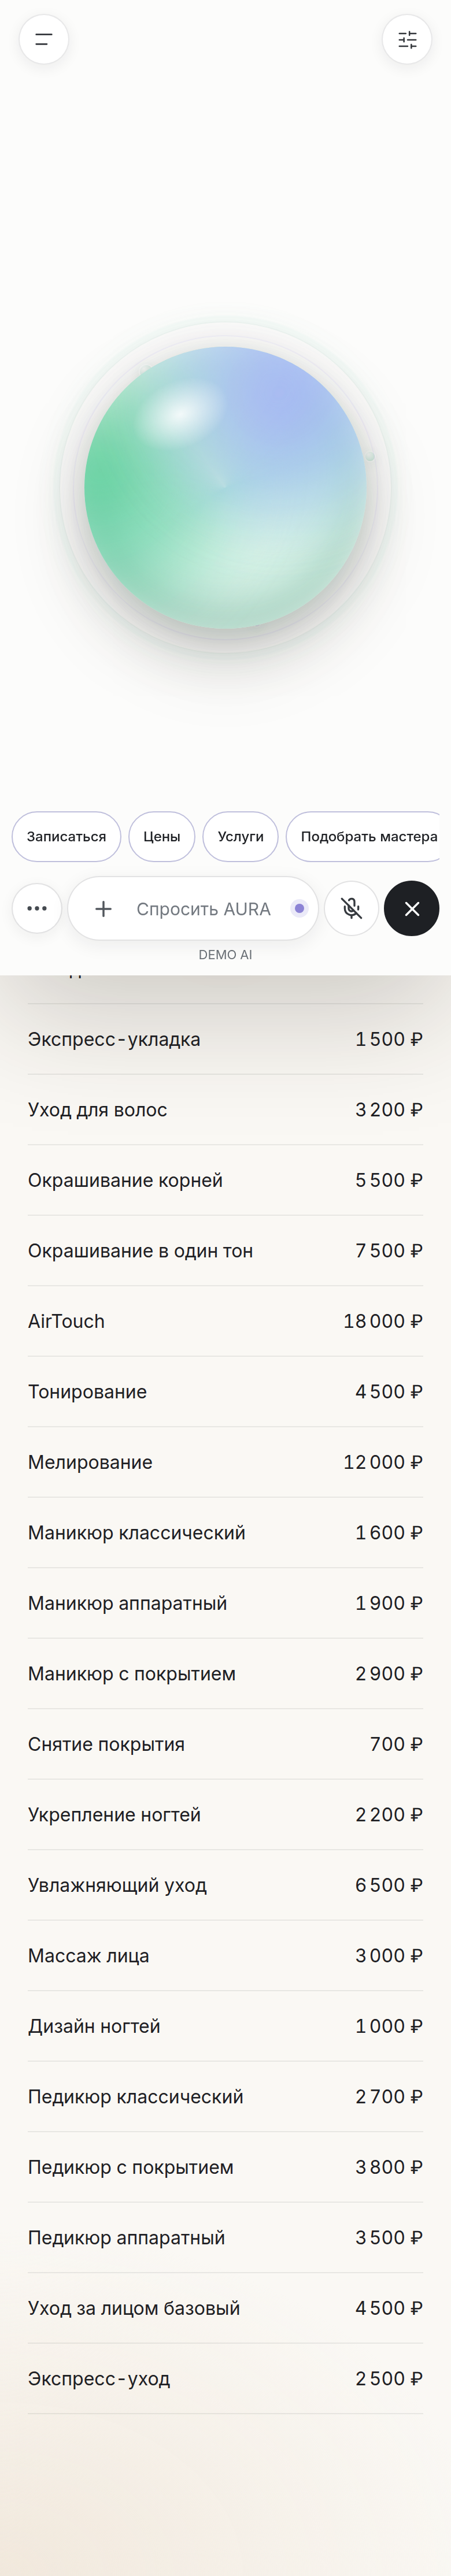 Записаться
Цены
Услуги
Подобрать мастера
Спросить AURA
DEMO AI
Экспресс-укладка 1 500 ₽
Уход для волос 3 200 ₽
Окрашивание корней 5 500 ₽
Окрашивание в один тон 7 500 ₽
AirTouch 18 000 ₽
Тонирование 4 500 ₽
Мелирование 12 000 ₽
Маникюр классический 1 600 ₽
Маникюр аппаратный 1 900 ₽
Маникюр с покрытием 2 900 ₽
Снятие покрытия 700 ₽
Укрепление ногтей 2 200 ₽
Увлажняющий уход 6 500 ₽
Массаж лица 3 000 ₽
Дизайн ногтей 1 000 ₽
Педикюр классический 2 700 ₽
Педикюр с покрытием 3 800 ₽
Педикюр аппаратный 3 500 ₽
Уход за лицом базовый 4 500 ₽
Экспресс-уход 2 500 ₽